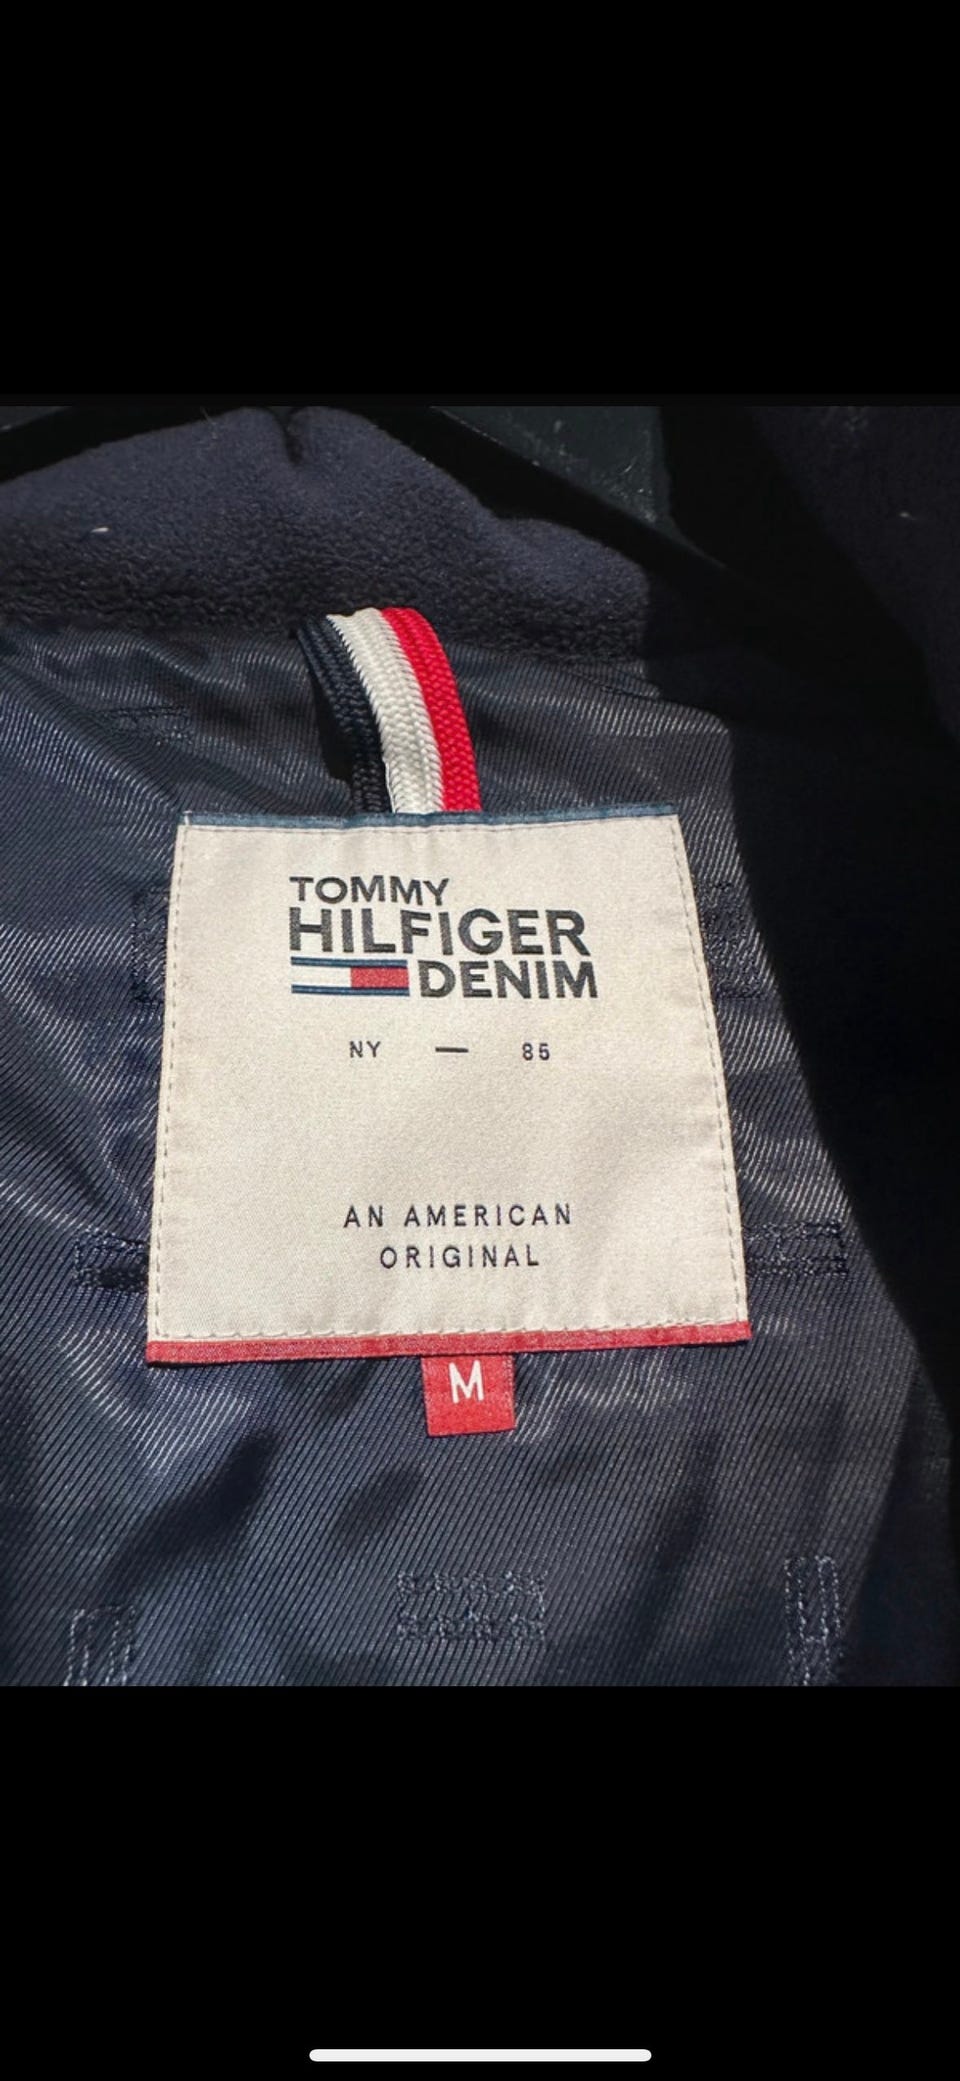 TOMMY
HILFIGER
DENIM
NY — 85
AN AMERICAN
ORIGINAL
M